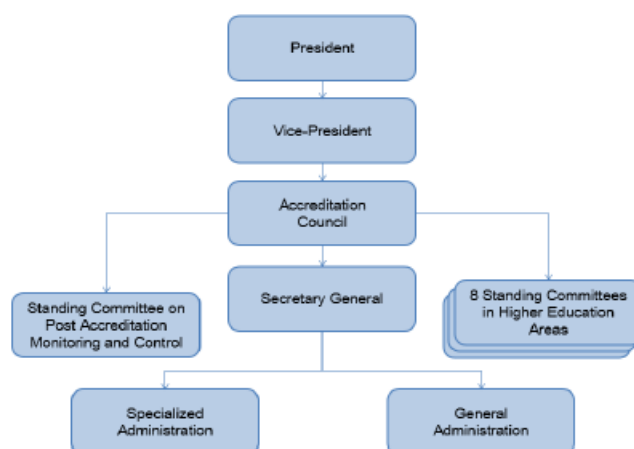 President
Vice-President
Accreditation
Council
Standing Committee on
Post Accreditation
Monitoring and Control
Secretary General
8 Standing Committees
in Higher Education
Areas
Specialized
Administration
General
Administration